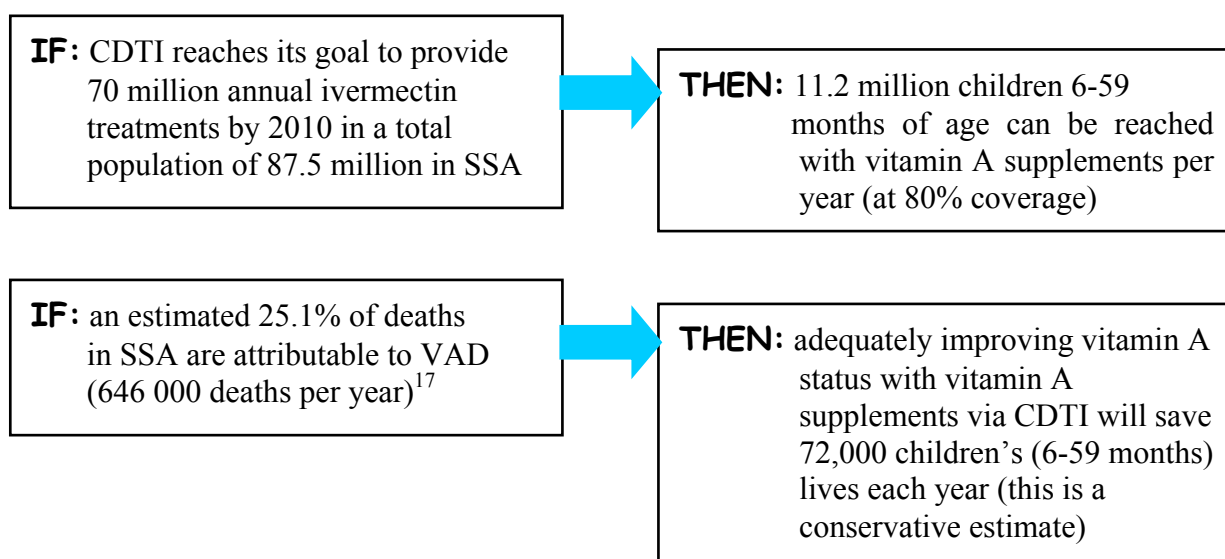 IF: CDTI reaches its goal to provide
70 million annual ivermectin
treatments by 2010 in a total
population of 87.5 million in SSA
THEN: 11.2 million children 6-59
months of age can be reached
with vitamin A supplements per
year (at 80% coverage)
IF: an estimated 25.1% of deaths
in SSA are attributable to VAD
(646 000 deaths per year)17
THEN: adequately improving vitamin A
status with vitamin A
supplements via CDTI will save
72,000 children’s (6-59 months)
lives each year (this is a
conservative estimate)